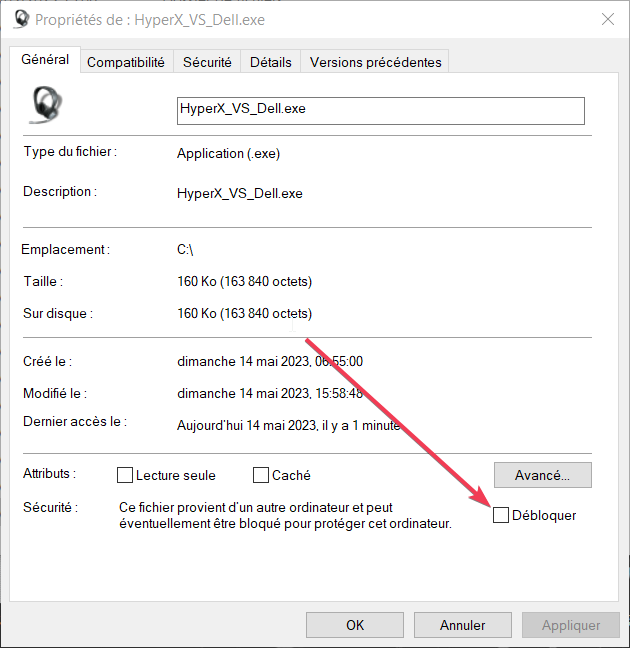 Propriétés de : HyperX_VS_Dell.exe
Général Compatibilité Sécurité Détails Versions précédentes
HyperX_VS_Dell.exe
Type du fichier : Application (.exe)
Description : HyperX_VS_Dell.exe
Emplacement : C:\
Taille : 160 Ko (163 840 octets)
Sur disque : 160 Ko (163 840 octets)
Créé le : dimanche 14 mai 2023, 06:55:00
Modifié le : dimanche 14 mai 2023, 15:58:48
Dernier accès le : Aujourd'hui 14 mai 2023, il y a 1 minute
Attributs : Lecture seule Caché Avancé...
Sécurité : Ce fichier provient d'un autre ordinateur et peut
éventuellement être bloqué pour protéger cet ordinateur.
Débloquer
OK Annuler Appliquer